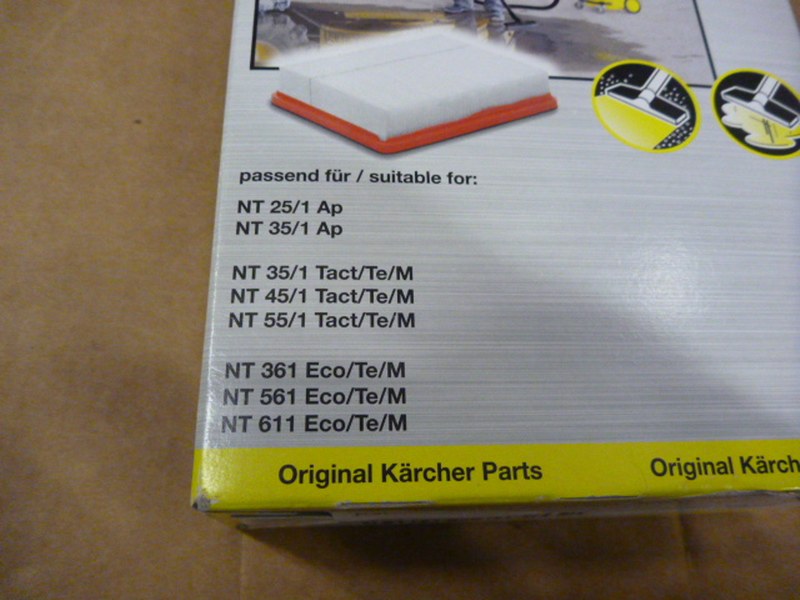 passend für / suitable for:
NT 25/1 Ap
NT 35/1 Ap
NT 35/1 Tact/Te/M
NT 45/1 Tact/Te/M
NT 55/1 Tact/Te/M
NT 361 Eco/Te/M
NT 561 Eco/Te/M
NT 611 Eco/Te/M
Original Kärcher Parts
Original Kärch